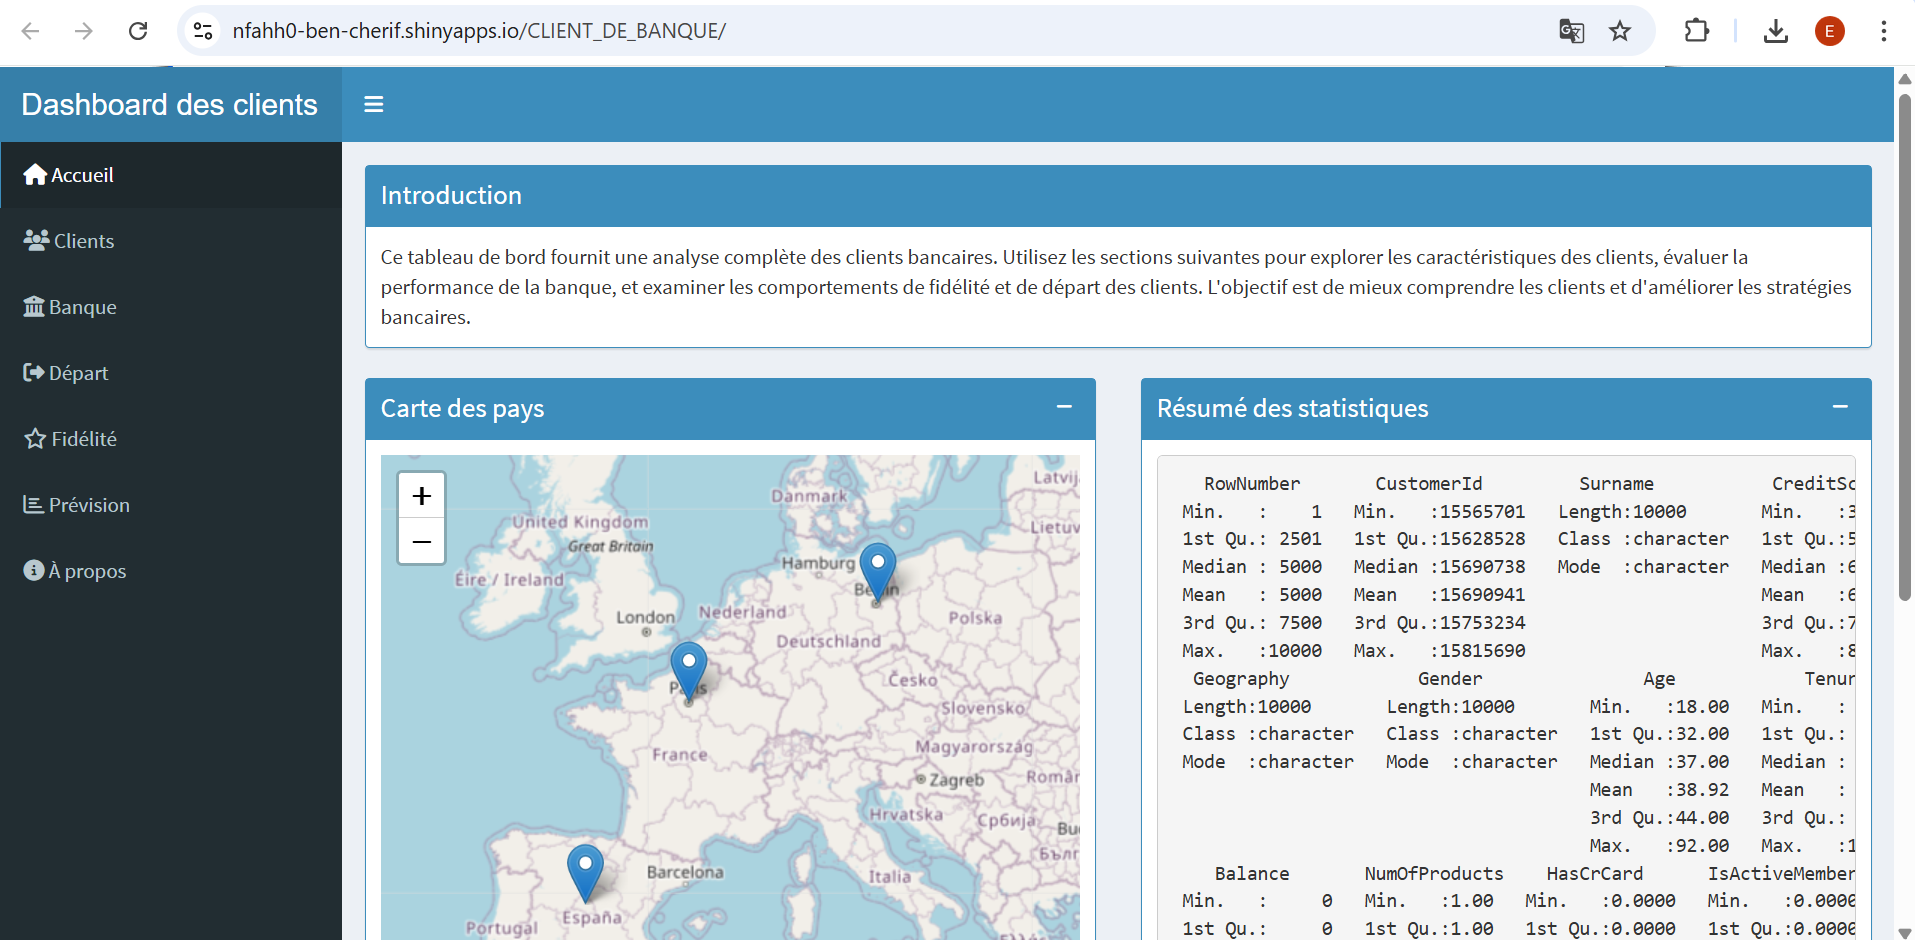 nfahh0-ben-cherif.shinyapps.io/CLIENT_DE_BANQUE/
E
Dashboard des clients
Accueil
Clients
Banque
Départ
Fidélité
Prévision
À propos
Introduction
Ce tableau de bord fournit une analyse complète des clients bancaires. Utilisez les sections suivantes pour explorer les caractéristiques des clients, évaluer la
performance de la banque, et examiner les comportements de fidélité et de départ des clients. L'objectif est de mieux comprendre les clients et d'améliorer les stratégies
bancaires.
Carte des pays
+
−
Danmark
Latvij
United Kingdom
Lietuv
Great Britain
Hamburg
Éire / Ireland
London
Nederland
Polska
Deutschland
Česko
Slovensko
France
Magyarország
Zagreb
Român
Hrvatska
Србија
Bu
Barcelona
Italia
Бълг
España
Portugal
Résumé des statistiques
RowNumber CustomerId Surname CreditSc
Min. : 1 Min. :15565701 Length:10000 Min. :3
1st Qu.: 2501 1st Qu.:15628528 Class :character 1st Qu.:5
Median : 5000 Median :15690738 Mode :character Median :6
Mean : 5000 Mean :15690941 Mean :6
3rd Qu.: 7500 3rd Qu.:15753234 3rd Qu.:7
Max. :10000 Max. :15815690 Max. :8
Geography Gender Age Tenur
Length:10000 Length:10000 Min. :18.00 Min. :
Class :character Class :character 1st Qu.:32.00 1st Qu.:
Mode :character Mode :character Median :37.00 Median :
Mean :38.92 Mean :
3rd Qu.:44.00 3rd Qu.:
Max. :92.00 Max. :1
Balance NumOfProducts HasCrCard IsActiveMember
Min. : 0 Min. :1.00 Min. :0.0000 Min. :0.0000
1st Qu.: 0 1st Qu.:1.00 1st Qu.:0.0000 1st Qu.:0.0000